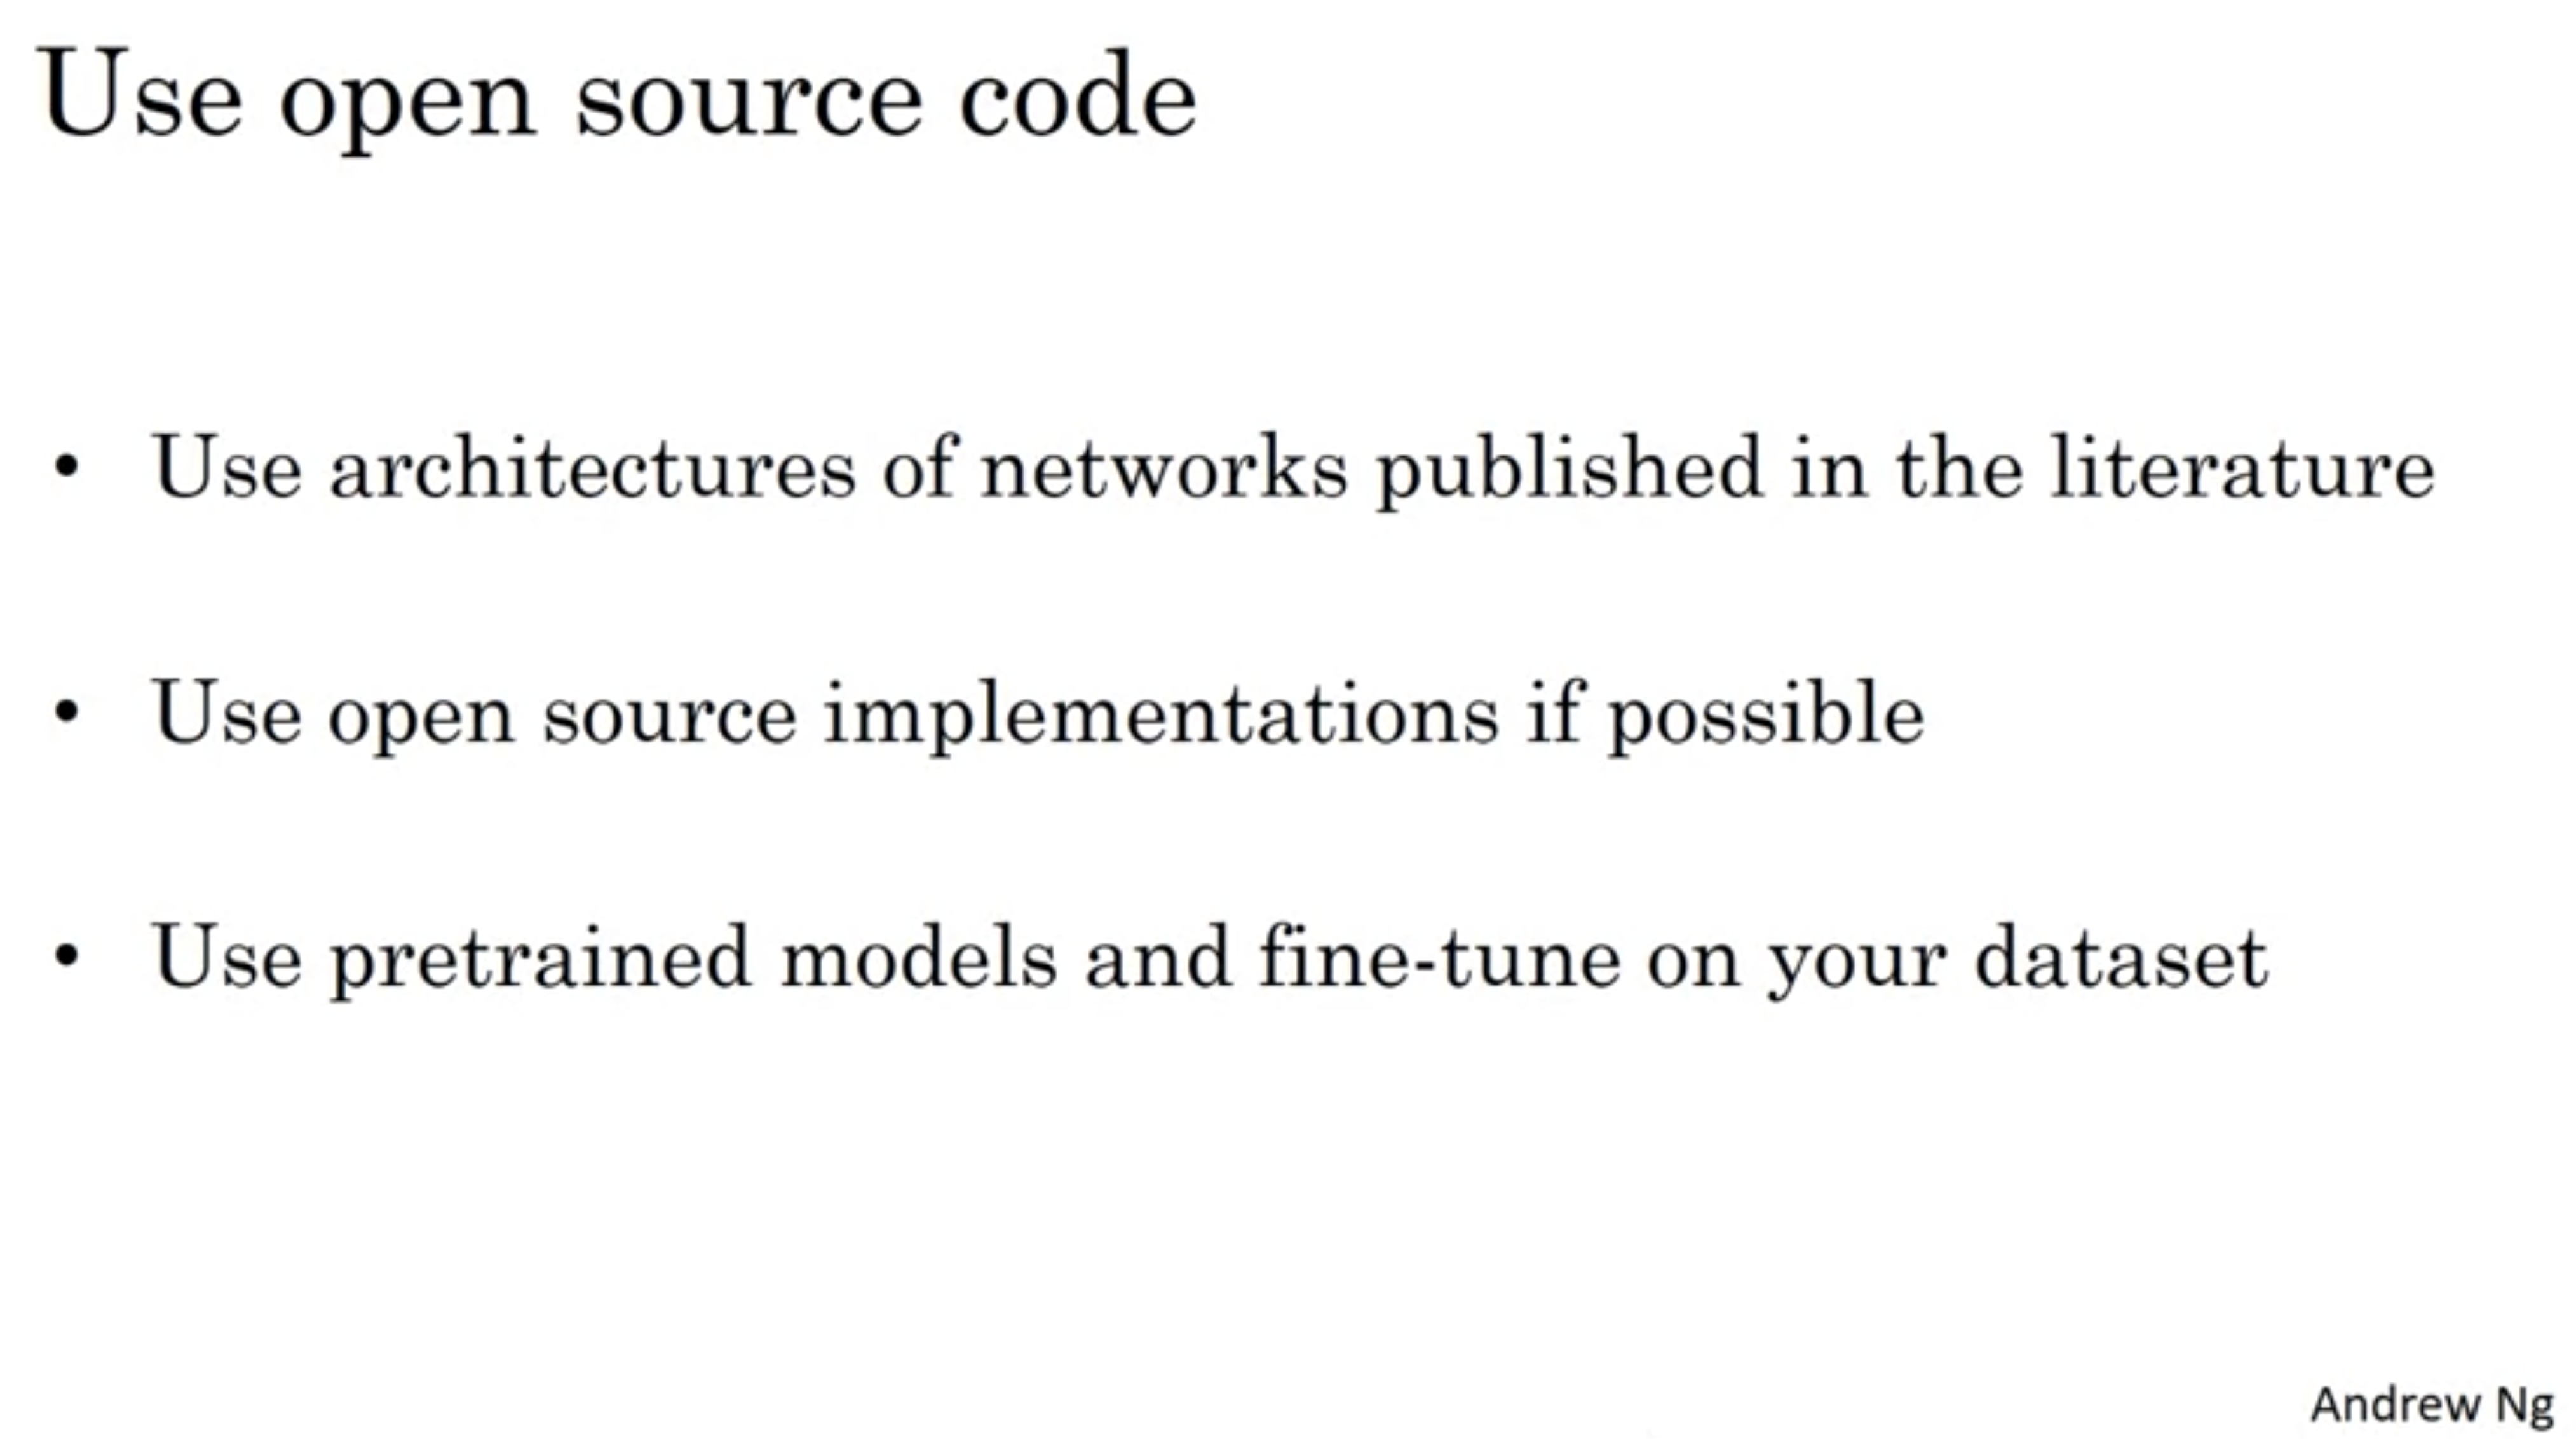 Use open source code
• Use architectures of networks published in the literature
• Use open source implementations if possible
• Use pretrained models and fine-tune on your dataset
Andrew Ng